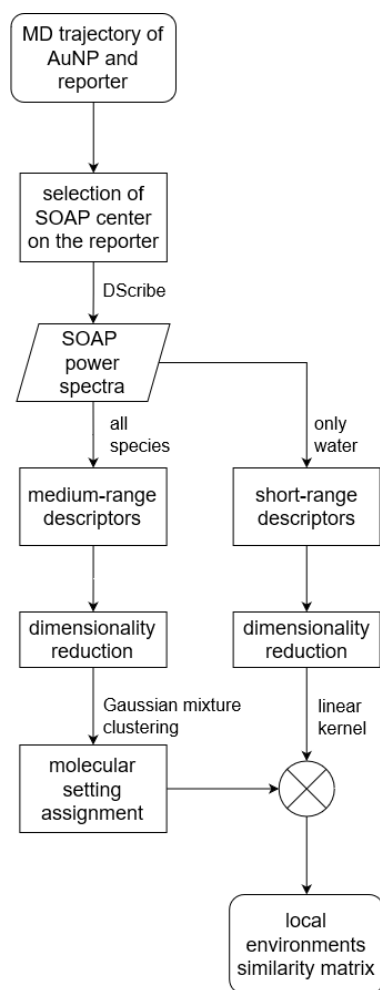 MD trajectory of
AuNP and
reporter
selection of
SOAP center
on the reporter
DScribe
SOAP
power
spectra
all
species
only
water
medium-range
descriptors
short-range
descriptors
dimensionality
reduction
dimensionality
reduction
Gaussian mixture
clustering
linear
kernel
molecular
setting
assignment
local
environments
similarity matrix